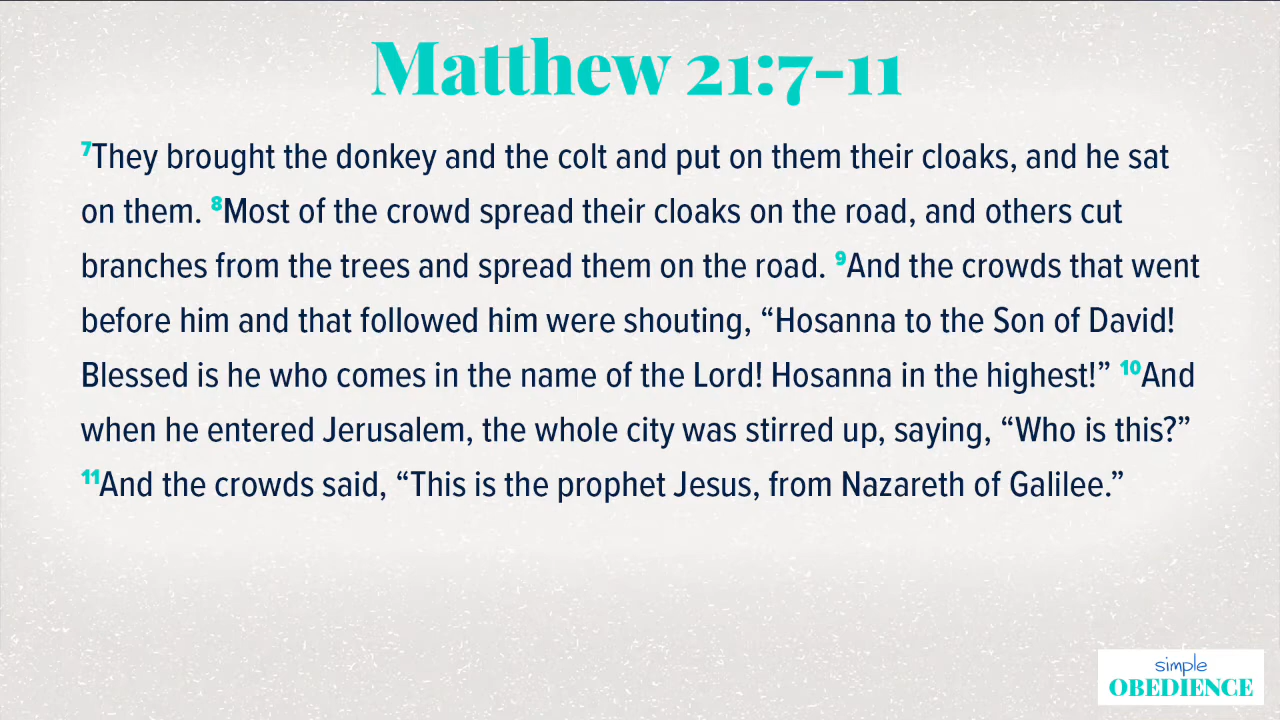 Matthew 21:7-11
7They brought the donkey and the colt and put on them their cloaks, and he sat
on them. 8Most of the crowd spread their cloaks on the road, and others cut
branches from the trees and spread them on the road. 9And the crowds that went
before him and that followed him were shouting, “Hosanna to the Son of David!
Blessed is he who comes in the name of the Lord! Hosanna in the highest!” 10And
when he entered Jerusalem, the whole city was stirred up, saying, “Who is this?”
11And the crowds said, “This is the prophet Jesus, from Nazareth of Galilee.”
simple
OBEDIENCE